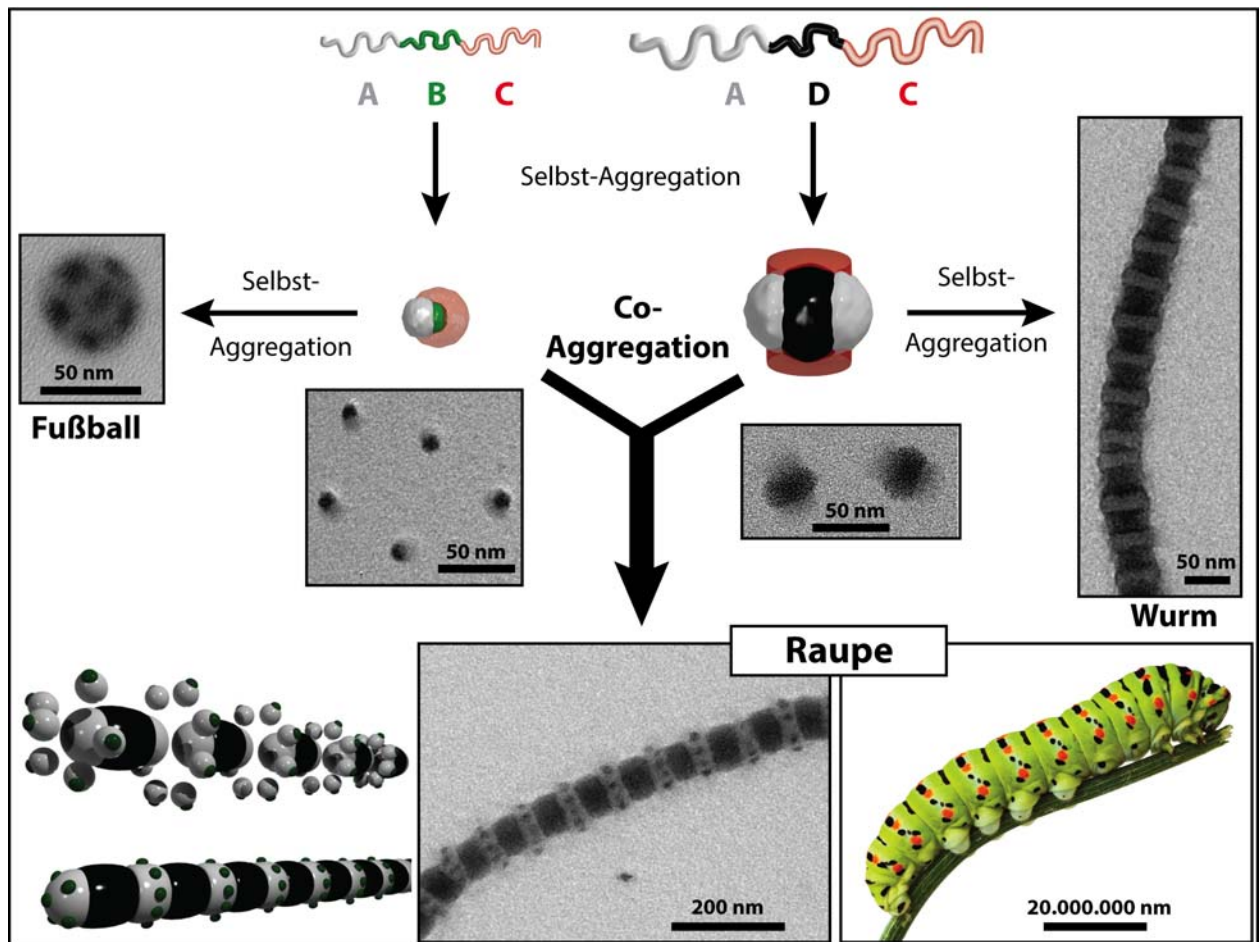 A B C
A D C
Selbst-Aggregation
Selbst-
Aggregation
50 nm
Fußball
Co-
Aggregation
Selbst-
Aggregation
50 nm
50 nm
50 nm
Wurm
Raupe
200 nm
20.000.000 nm